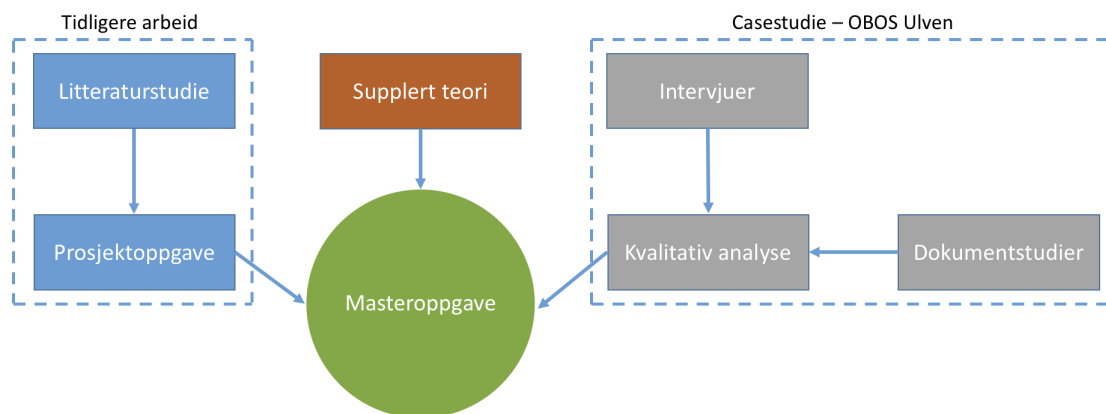 Tidligere arbeid
Casestudie – OBOS Ulven
Litteraturstudie
Supplert teori
Intervjuer
Prosjektoppgave
Kvalitativ analyse
Dokumentstudier
Masteroppgave